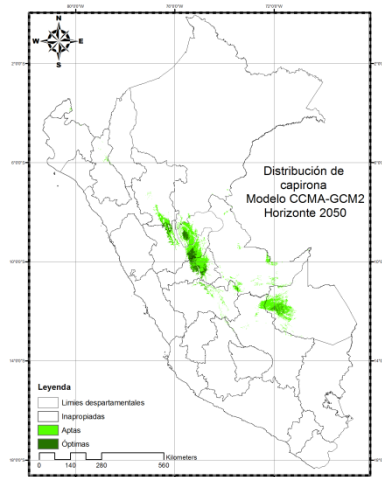 N
W
E
S
Distribución de
capirona
Modelo CCMA-GCM2
Horizonte 2050
Leyenda
Limies despartamentales
Inapropiadas
Aptas
Óptimas
Kilometers
0 140 280 560